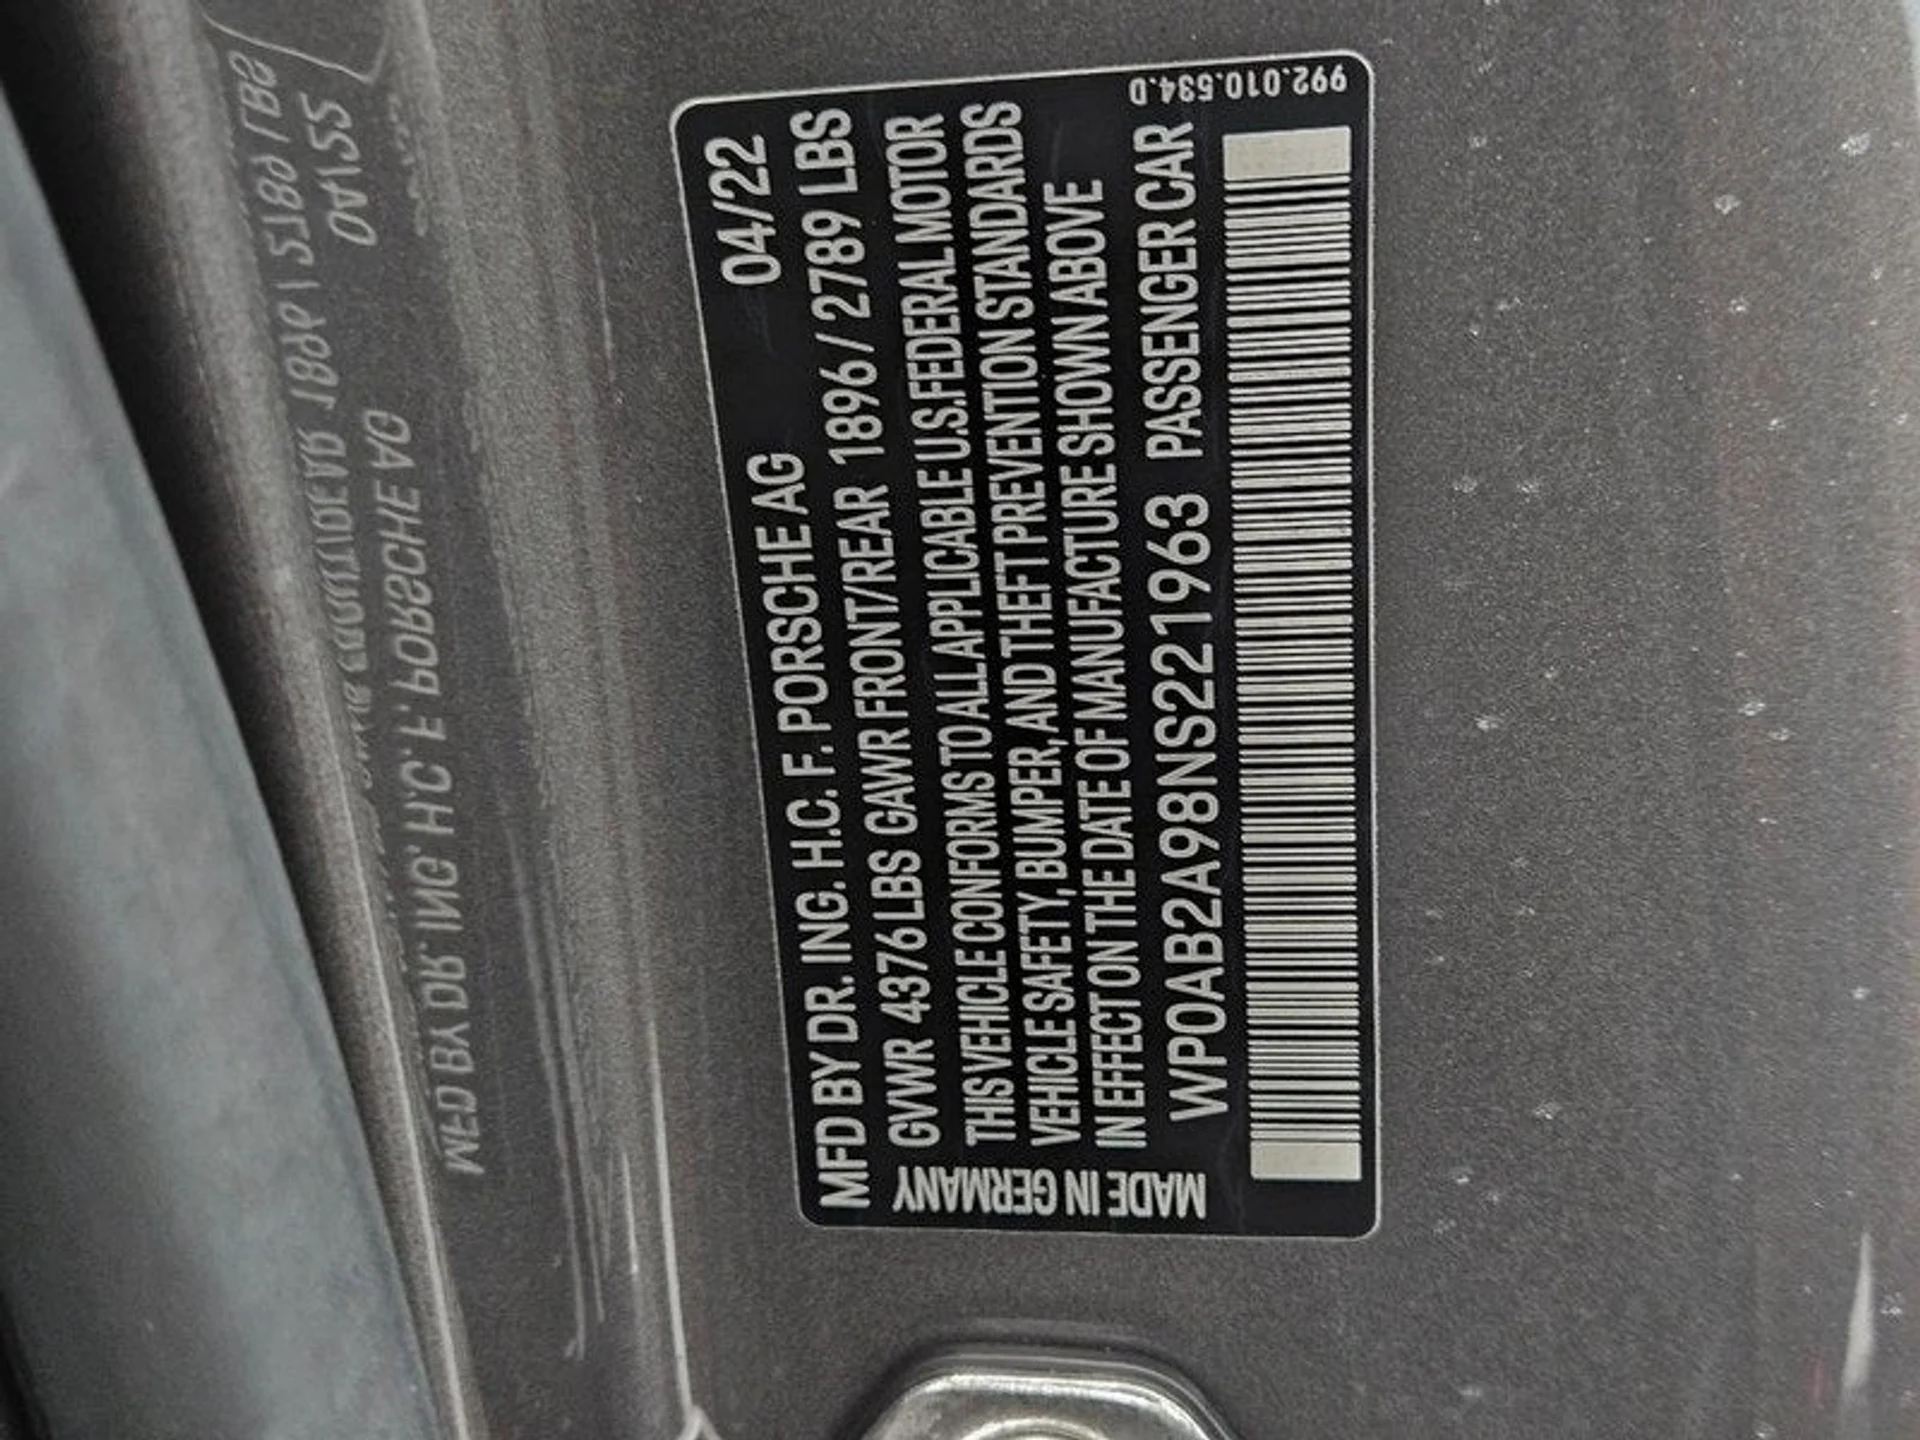 MFD BY DR. ING. H.C. F. PORSCHE AG 04/22
GVWR 4376 LBS GAWR FRONT/REAR 1896 / 2789 LBS
THIS VEHICLE CONFORMS TO ALL APPLICABLE U.S. FEDERAL MOTOR
VEHICLE SAFETY, BUMPER, AND THEFT PREVENTION STANDARDS
IN EFFECT ON THE DATE OF MANUFACTURE SHOWN ABOVE
WP0AB2A98NS221963 PASSENGER CAR
MADE IN GERMANY
992.010.534.D